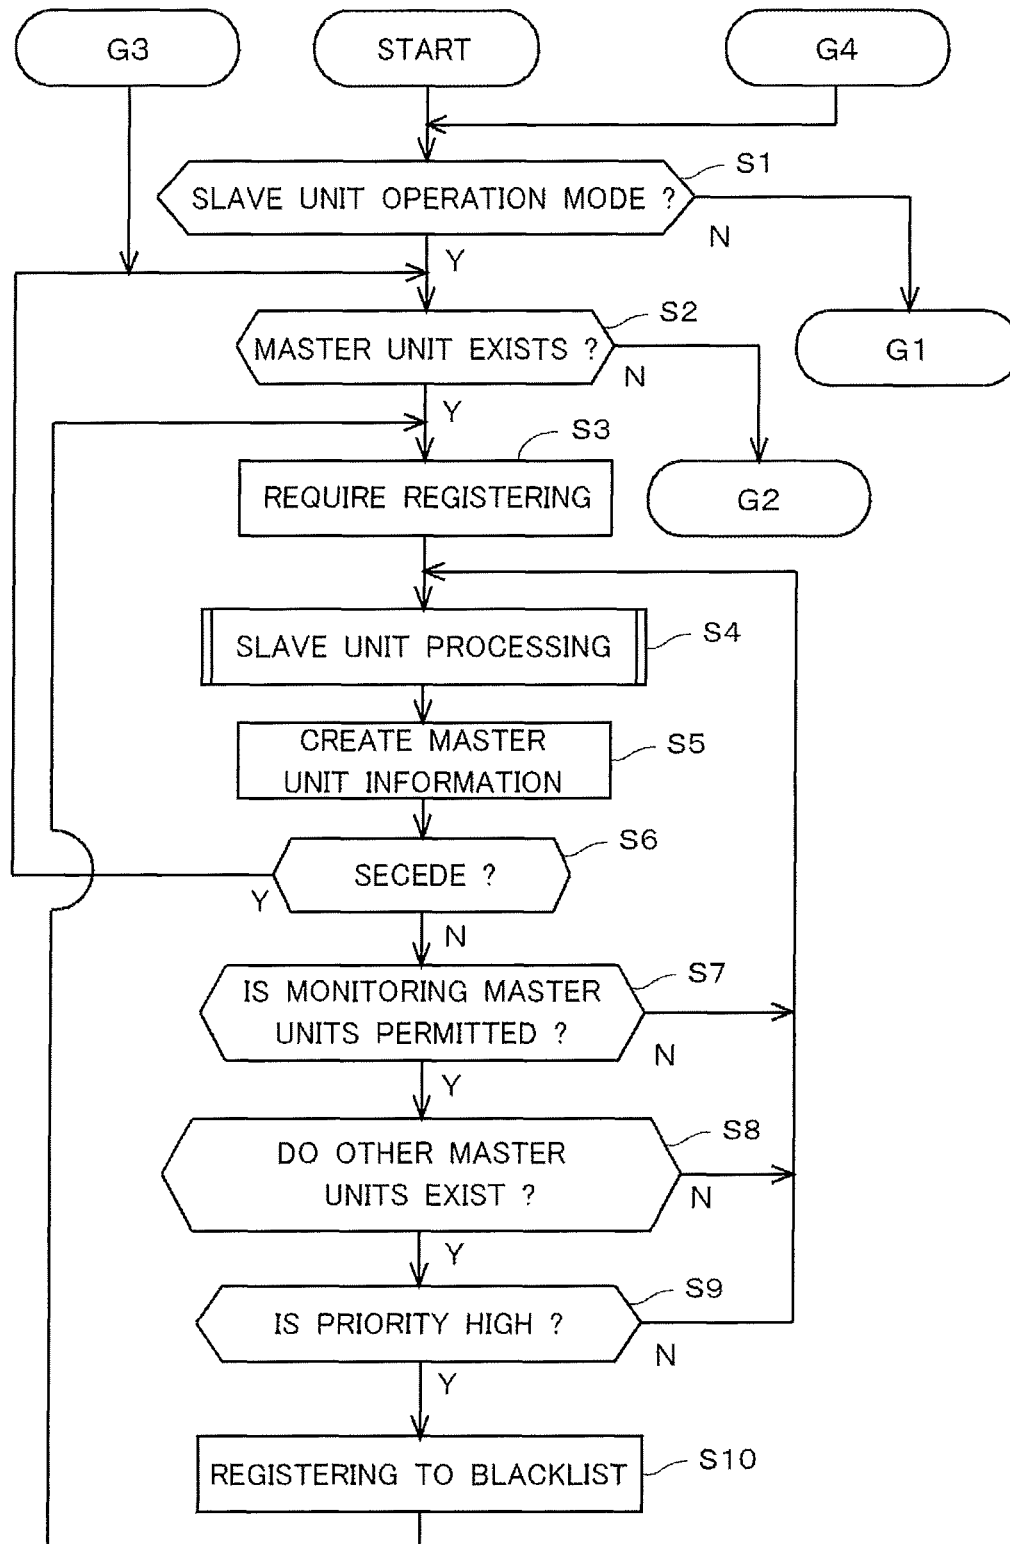 G3
START
G4
S1
SLAVE UNIT OPERATION MODE ?
N
Y
S2
MASTER UNIT EXISTS ?
N
G1
Y
S3
REQUIRE REGISTERING
G2
SLAVE UNIT PROCESSING
S4
CREATE MASTER
UNIT INFORMATION
S5
S6
SECEDE ?
Y
N
S7
IS MONITORING MASTER
UNITS PERMITTED ?
N
Y
S8
DO OTHER MASTER
UNITS EXIST ?
N
Y
S9
IS PRIORITY HIGH ?
N
Y
S10
REGISTERING TO BLACKLIST